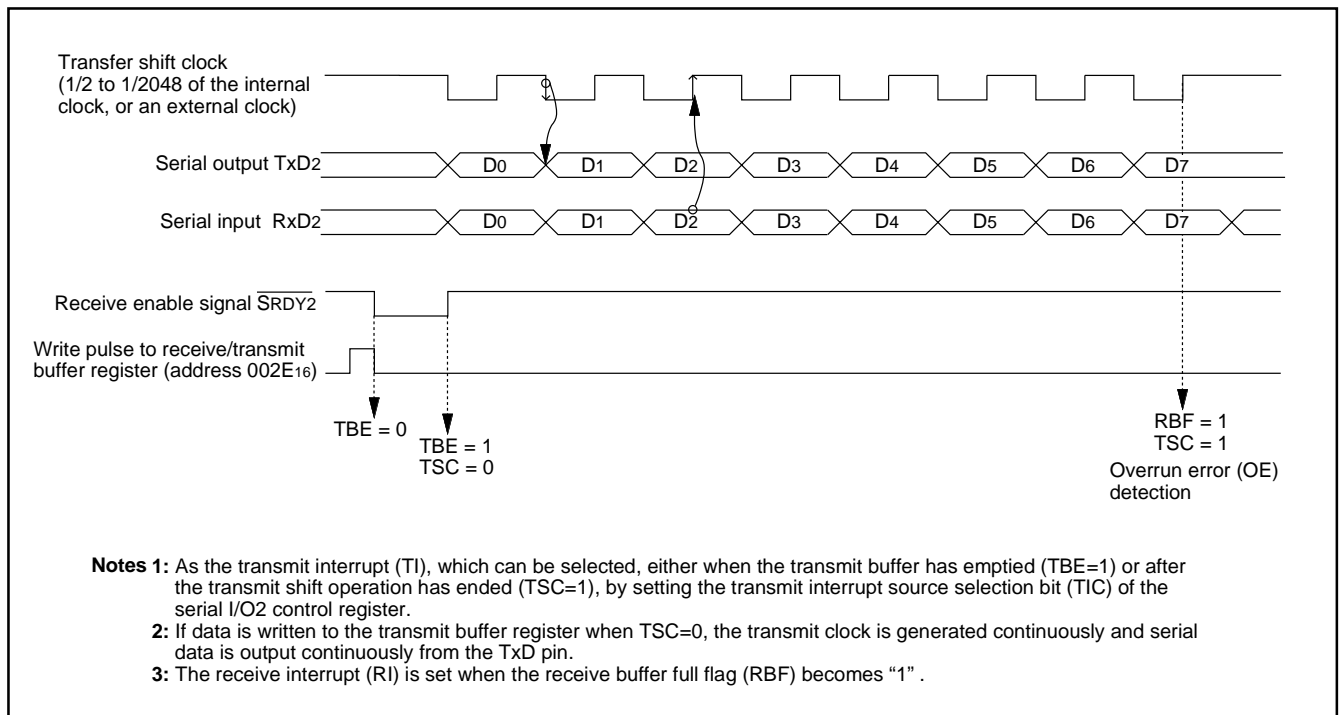 Transfer shift clock
(1/2 to 1/2048 of the internal
clock, or an external clock)
Serial output TxD2 D0 D1 D2 D3 D4 D5 D6 D7
Serial input RxD2 D0 D1 D2 D3 D4 D5 D6 D7
Receive enable signal S̅R̅D̅Y̅2̅
Write pulse to receive/transmit
buffer register (address 002E16)
TBE = 0
TBE = 1
TSC = 0
RBF = 1
TSC = 1
Overrun error (OE)
detection
Notes 1: As the transmit interrupt (TI), which can be selected, either when the transmit buffer has emptied (TBE=1) or after
the transmit shift operation has ended (TSC=1), by setting the transmit interrupt source selection bit (TIC) of the
serial I/O2 control register.
2: If data is written to the transmit buffer register when TSC=0, the transmit clock is generated continuously and serial
data is output continuously from the TxD pin.
3: The receive interrupt (RI) is set when the receive buffer full flag (RBF) becomes “1” .